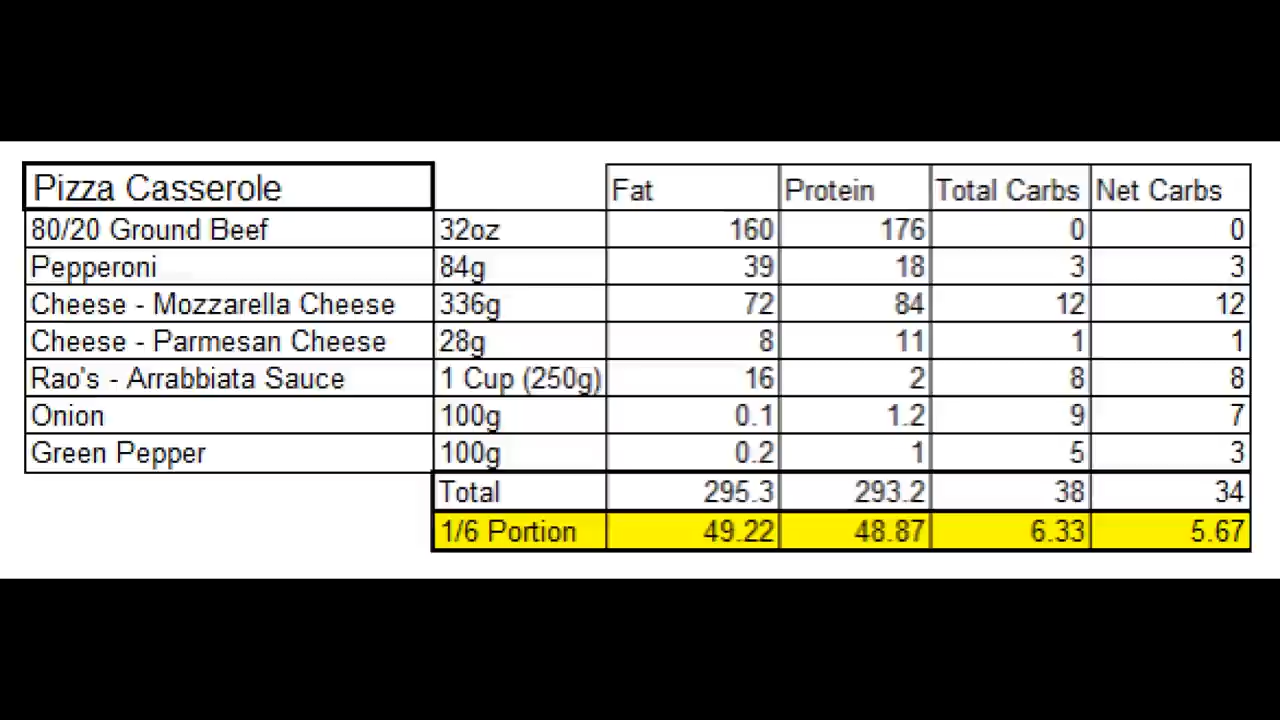 Pizza Casserole Fat Protein Total Carbs Net Carbs
80/20 Ground Beef 32oz 160 176 0 0
Pepperoni 84g 39 18 3 3
Cheese - Mozzarella Cheese 336g 72 84 12 12
Cheese - Parmesan Cheese 28g 8 11 1 1
Rao's - Arrabbiata Sauce 1 Cup (250g) 16 2 8 8
Onion 100g 0.1 1.2 9 7
Green Pepper 100g 0.2 1 5 3
Total 295.3 293.2 38 34
1/6 Portion 49.22 48.87 6.33 5.67